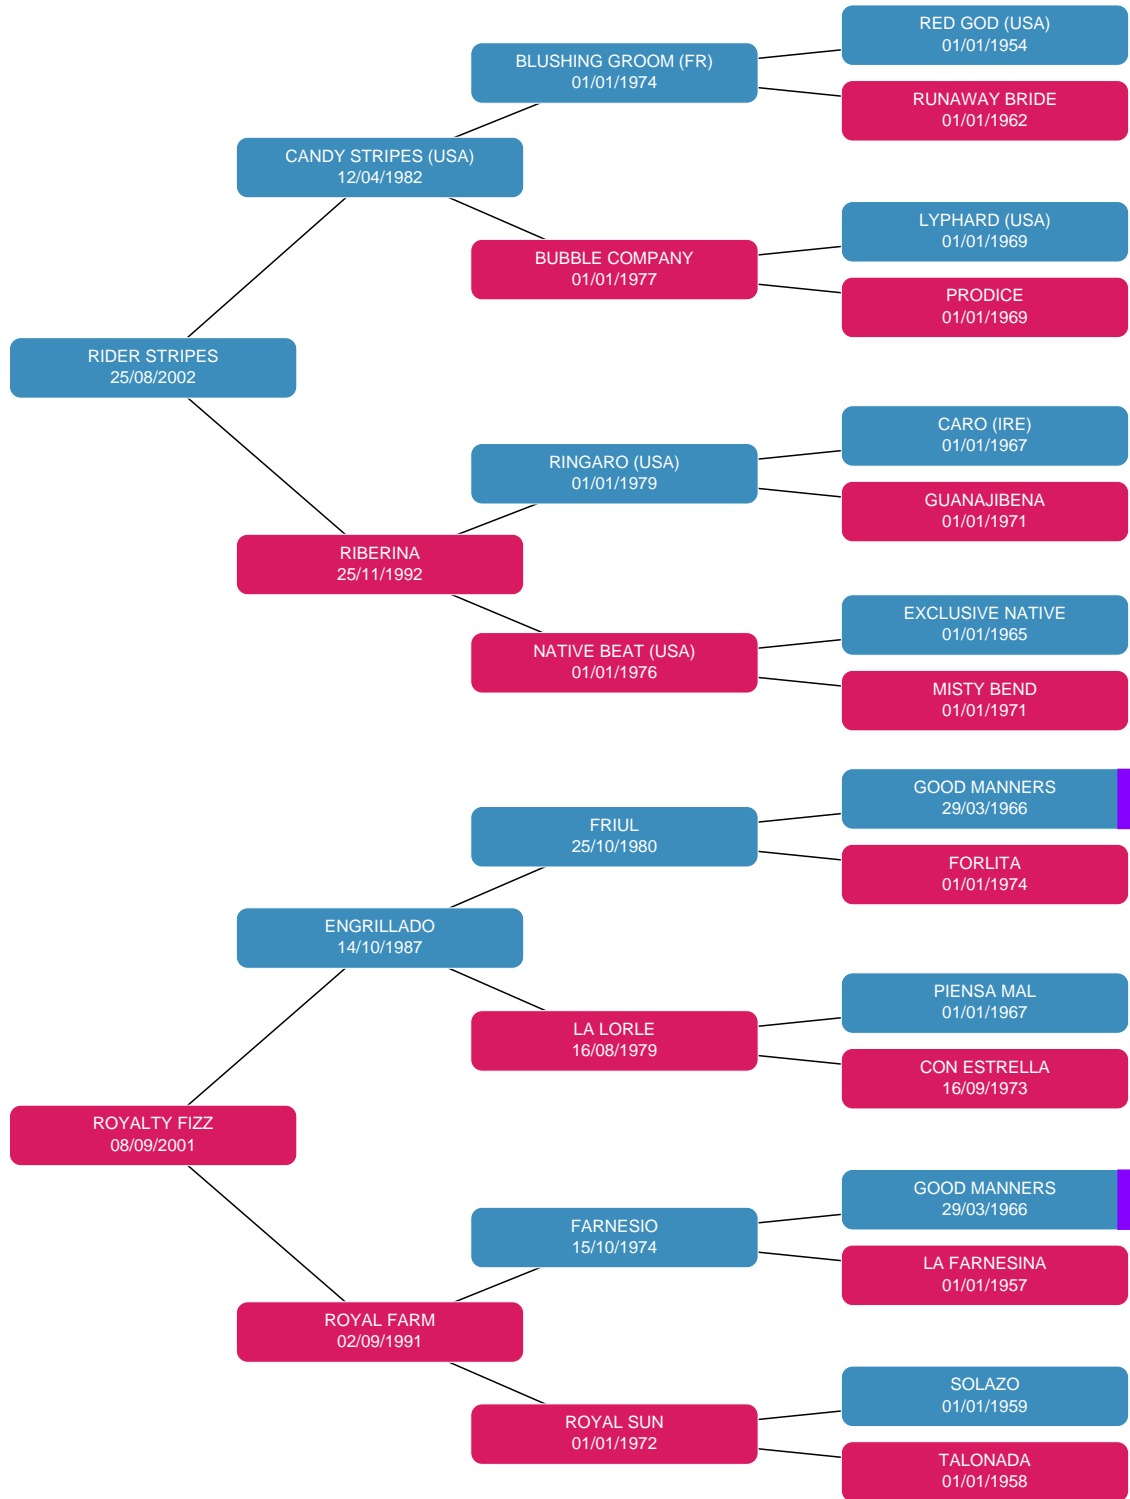 RED GOD (USA)
01/01/1954
BLUSHING GROOM (FR)
01/01/1974
RUNAWAY BRIDE
01/01/1962
CANDY STRIPES (USA)
12/04/1982
LYPHARD (USA)
01/01/1969
BUBBLE COMPANY
01/01/1977
PRODICE
01/01/1969
RIDER STRIPES
25/08/2002
CARO (IRE)
01/01/1967
RINGARO (USA)
01/01/1979
GUANAJIBENA
01/01/1971
RIBERINA
25/11/1992
EXCLUSIVE NATIVE
01/01/1965
NATIVE BEAT (USA)
01/01/1976
MISTY BEND
01/01/1971
GOOD MANNERS
29/03/1966
FRIUL
25/10/1980
FORLITA
01/01/1974
ENGRILLADO
14/10/1987
PIENSA MAL
01/01/1967
LA LORLE
16/08/1979
CON ESTRELLA
16/09/1973
ROYALTY FIZZ
08/09/2001
GOOD MANNERS
29/03/1966
FARNESIO
15/10/1974
LA FARNESINA
01/01/1957
ROYAL FARM
02/09/1991
SOLAZO
01/01/1959
ROYAL SUN
01/01/1972
TALONADA
01/01/1958